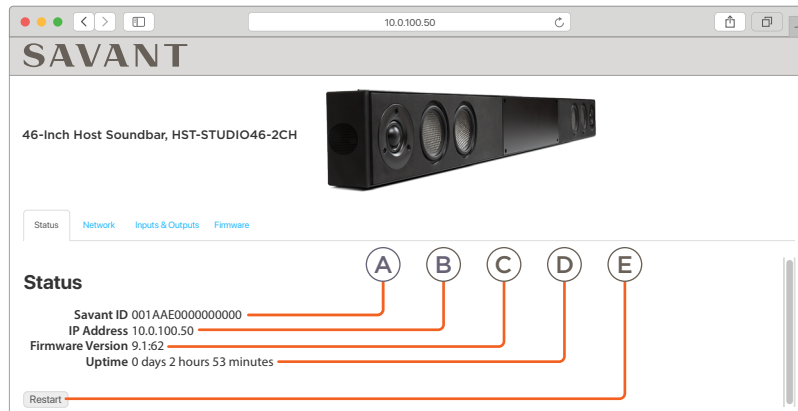 10.0.100.50
SAVANT
46-Inch Host Soundbar, HST-STUDIO46-2CH
Status Network Inputs & Outputs Firmware
A B C D E
Status
Savant ID 001AAE0000000000
IP Address 10.0.100.50
Firmware Version 9.1:62
Uptime 0 days 2 hours 53 minutes
Restart